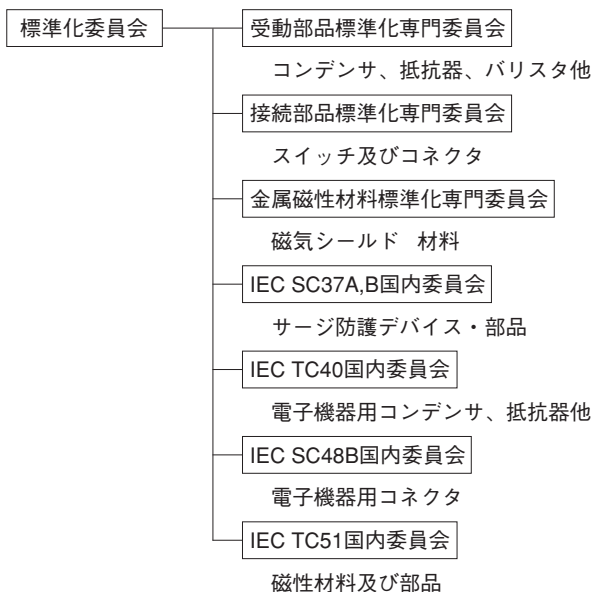 標準化委員会
受動部品標準化専門委員会
コンデンサ、抵抗器、バリスタ他
接続部品標準化専門委員会
スイッチ及びコネクタ
金属磁性材料標準化専門委員会
磁気シールド 材料
IEC SC37A,B国内委員会
サージ防護デバイス・部品
IEC TC40国内委員会
電子機器用コンデンサ、抵抗器他
IEC SC48B国内委員会
電子機器用コネクタ
IEC TC51国内委員会
磁性材料及び部品